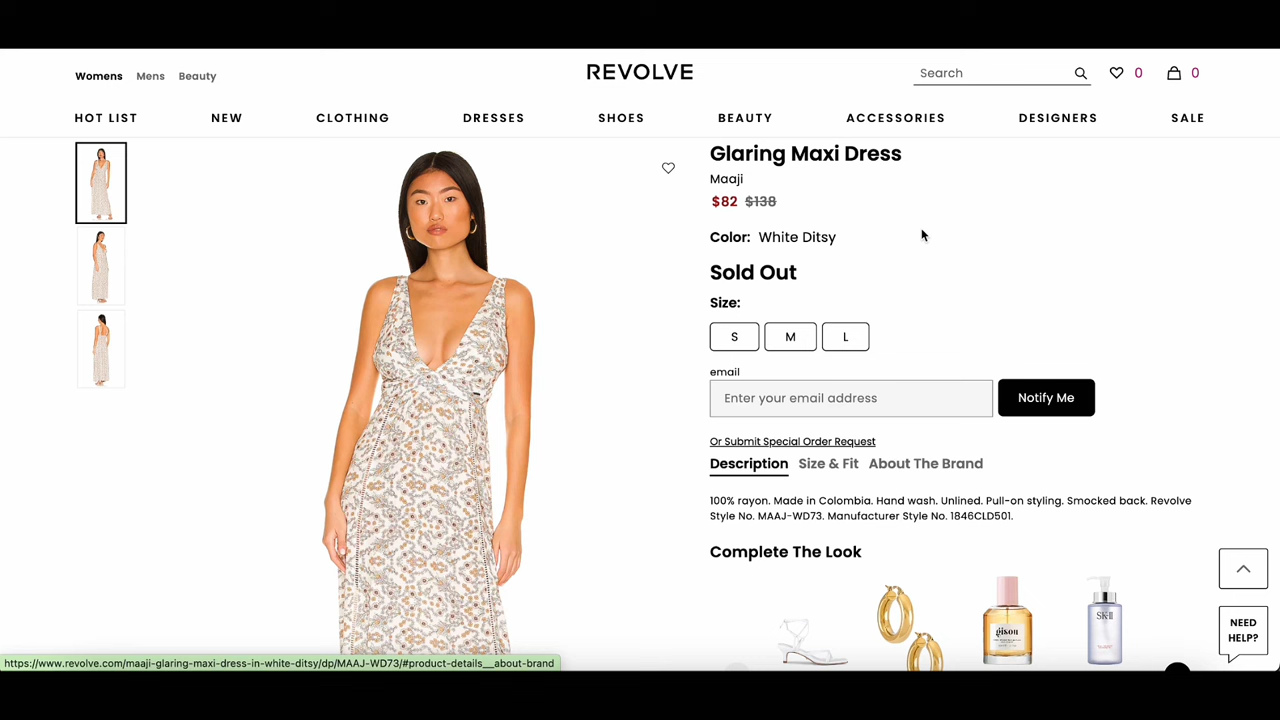 Womens Mens Beauty
REVOLVE
Search
0
0
HOT LIST NEW CLOTHING DRESSES SHOES BEAUTY ACCESSORIES DESIGNERS SALE
Glaring Maxi Dress
Maaji
$82 $138
Color: White Ditsy
Sold Out
Size:
S M L
email
Enter your email address
Notify Me
Or Submit Special Order Request
Description Size & Fit About The Brand
100% rayon. Made in Colombia. Hand wash. Unlined. Pull-on styling. Smocked back. Revolve
Style No. MAAJ-WD73. Manufacturer Style No. 1846CLD501.
Complete The Look
gisou
SK-II
NEED
HELP?
https://www.revolve.com/maaji-glaring-maxi-dress-in-white-ditsy/dp/MAAJ-WD73/#product-details__about-brand